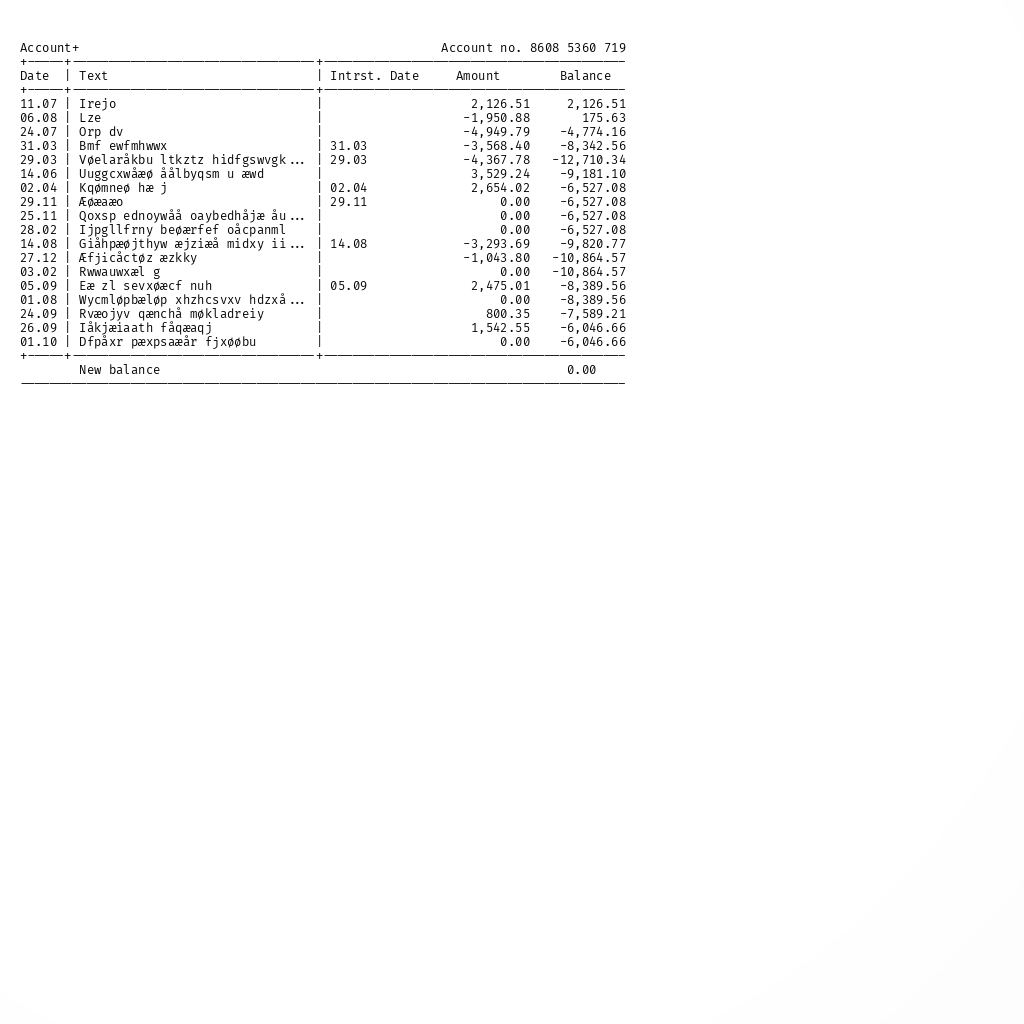 Account+ Account no. 8608 5360 719
+-----+---------------------------------+-----------------------------------------
Date | Text | Intrst. Date Amount Balance
+-----+---------------------------------+-----------------------------------------
11.07 | Irejo | 2,126.51 2,126.51
06.08 | Lze | -1,950.88 175.63
24.07 | Orp dv | -4,949.79 -4,774.16
31.03 | Bmf ewfmhwwx | 31.03 -3,568.40 -8,342.56
29.03 | Vøelaråkbu ltkztz hidfgswvgk... | 29.03 -4,367.78 -12,710.34
14.06 | Uuggcxwåæø åålbyqsm u æwd | 3,529.24 -9,181.10
02.04 | Kqømneø hæ j | 02.04 2,654.02 -6,527.08
29.11 | Æøæaæo | 29.11 0.00 -6,527.08
25.11 | Qoxsp ednoywåå oaybedhåjæ åu... | 0.00 -6,527.08
28.02 | Ijpgllfrny beøærfef oåcpanml | 0.00 -6,527.08
14.08 | Giåhpæøjthyw æjziæå midxy ii... | 14.08 -3,293.69 -9,820.77
27.12 | Æfjicåctøz æzkky | -1,043.80 -10,864.57
03.02 | Rwwauwxæl g | 0.00 -10,864.57
05.09 | Eæ zl sevxøæcf nuh | 05.09 2,475.01 -8,389.56
01.08 | Wycmløpbæløp xhzhcsvxv hdzxå... | 0.00 -8,389.56
24.09 | Rvæojyv qænchå møkladreiy | 800.35 -7,589.21
26.09 | Iåkjæiaath fåqæaqj | 1,542.55 -6,046.66
01.10 | Dfpåxr pæxpsaæår fjxøøbu | 0.00 -6,046.66
+-----+---------------------------------+-----------------------------------------
New balance 0.00
----------------------------------------------------------------------------------